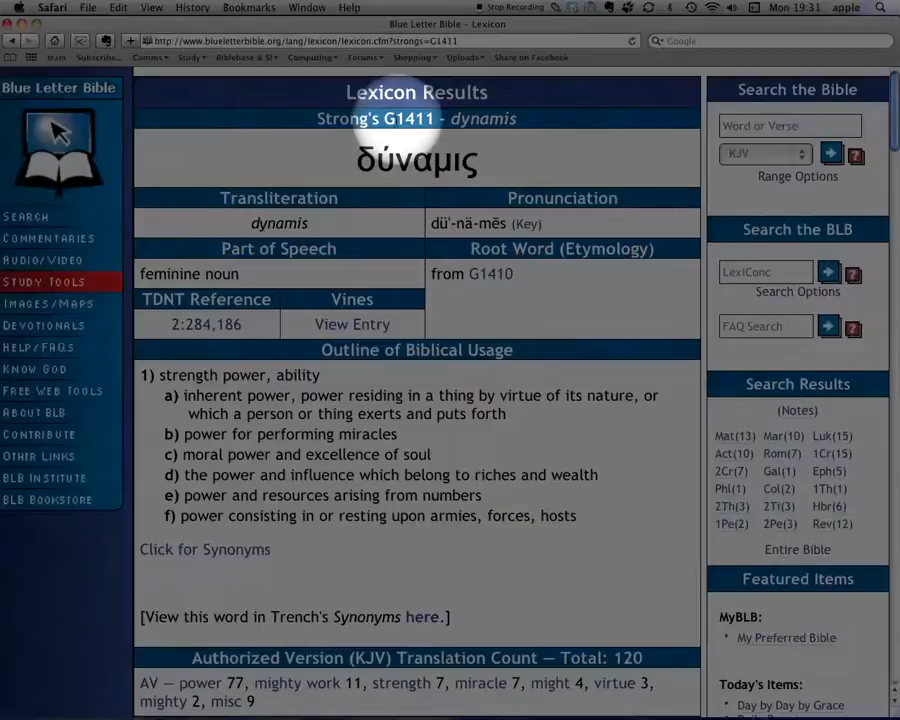 Safari File Edit View History Bookmarks Window Help Stop Recording Mon 19:31 apple
Blue Letter Bible - Lexicon
http://www.blueletterbible.org/lang/lexicon/lexicon.cfm?strongs=G1411 Google
Subscribe... Comms Study Biblebase & SI Computing Forums Shopping Uploads Share on Facebook
Blue Letter Bible
SEARCH
COMMENTARIES
AUDIO/VIDEO
STUDY TOOLS
IMAGES/MAPS
DEVOTIONALS
HELP/FAQS
KNOW GOD
FREE WEB TOOLS
ABOUT BLB
CONTRIBUTE
OTHER LINKS
BLB INSTITUTE
BLB BOOKSTORE
Lexicon Results
Strong's G1411 - dynamis
δύναμις
Transliteration Pronunciation
dynamis dü'-nä-mēs (Key)
Part of Speech Root Word (Etymology)
feminine noun from G1410
TDNT Reference Vines
2:284,186 View Entry
Outline of Biblical Usage
1) strength power, ability
a) inherent power, power residing in a thing by virtue of its nature, or
which a person or thing exerts and puts forth
b) power for performing miracles
c) moral power and excellence of soul
d) the power and influence which belong to riches and wealth
e) power and resources arising from numbers
f) power consisting in or resting upon armies, forces, hosts
Click for Synonyms
[View this word in Trench's Synonyms here.]
Authorized Version (KJV) Translation Count — Total: 120
AV — power 77, mighty work 11, strength 7, miracle 7, might 4, virtue 3,
mighty 2, misc 9
Search the Bible
Word or Verse
KJV ?
Range Options
Search the BLB
LexiConc ?
Search Options
FAQ Search ?
Search Results
(Notes)
Mat(13) Mar(10) Luk(15)
Act(10) Rom(7) 1Cr(15)
2Cr(7) Gal(1) Eph(5)
Phl(1) Col(2) 1Th(1)
2Th(3) 2Ti(3) Hbr(6)
1Pe(2) 2Pe(3) Rev(12)
Entire Bible
Featured Items
MyBLB:
• My Preferred Bible
Today's Items:
• Day by Day by Grace